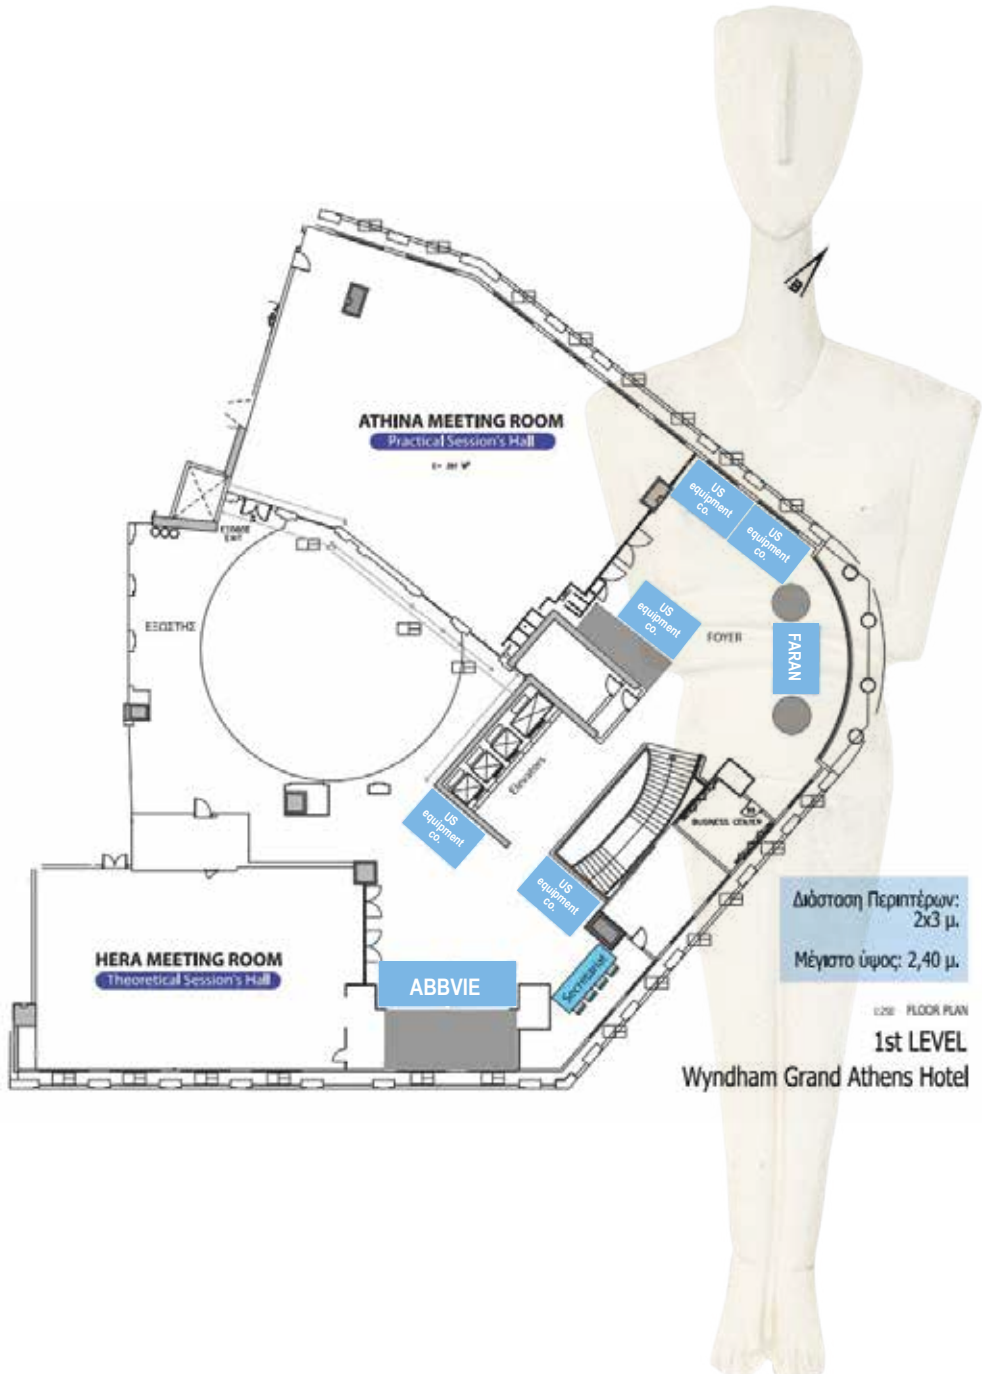 B
ATHINA MEETING ROOM
Practical Session's Hall
US
equipment
co.
US
equipment
co.
EXIT
ΕΞΩΣΤΗΣ
US
equipment
co.
FOYER
FARAN
Elevators
US
equipment
co.
BUSINESS CENTER
US
equipment
co.
HERA MEETING ROOM
Theoretical Session's Hall
ABBVIE
Secretariat
Διάσταση Περιπτέρων:
2x3 μ.
Μέγιστο ύψος: 2,40 μ.
FLOOR PLAN
1st LEVEL
Wyndham Grand Athens Hotel